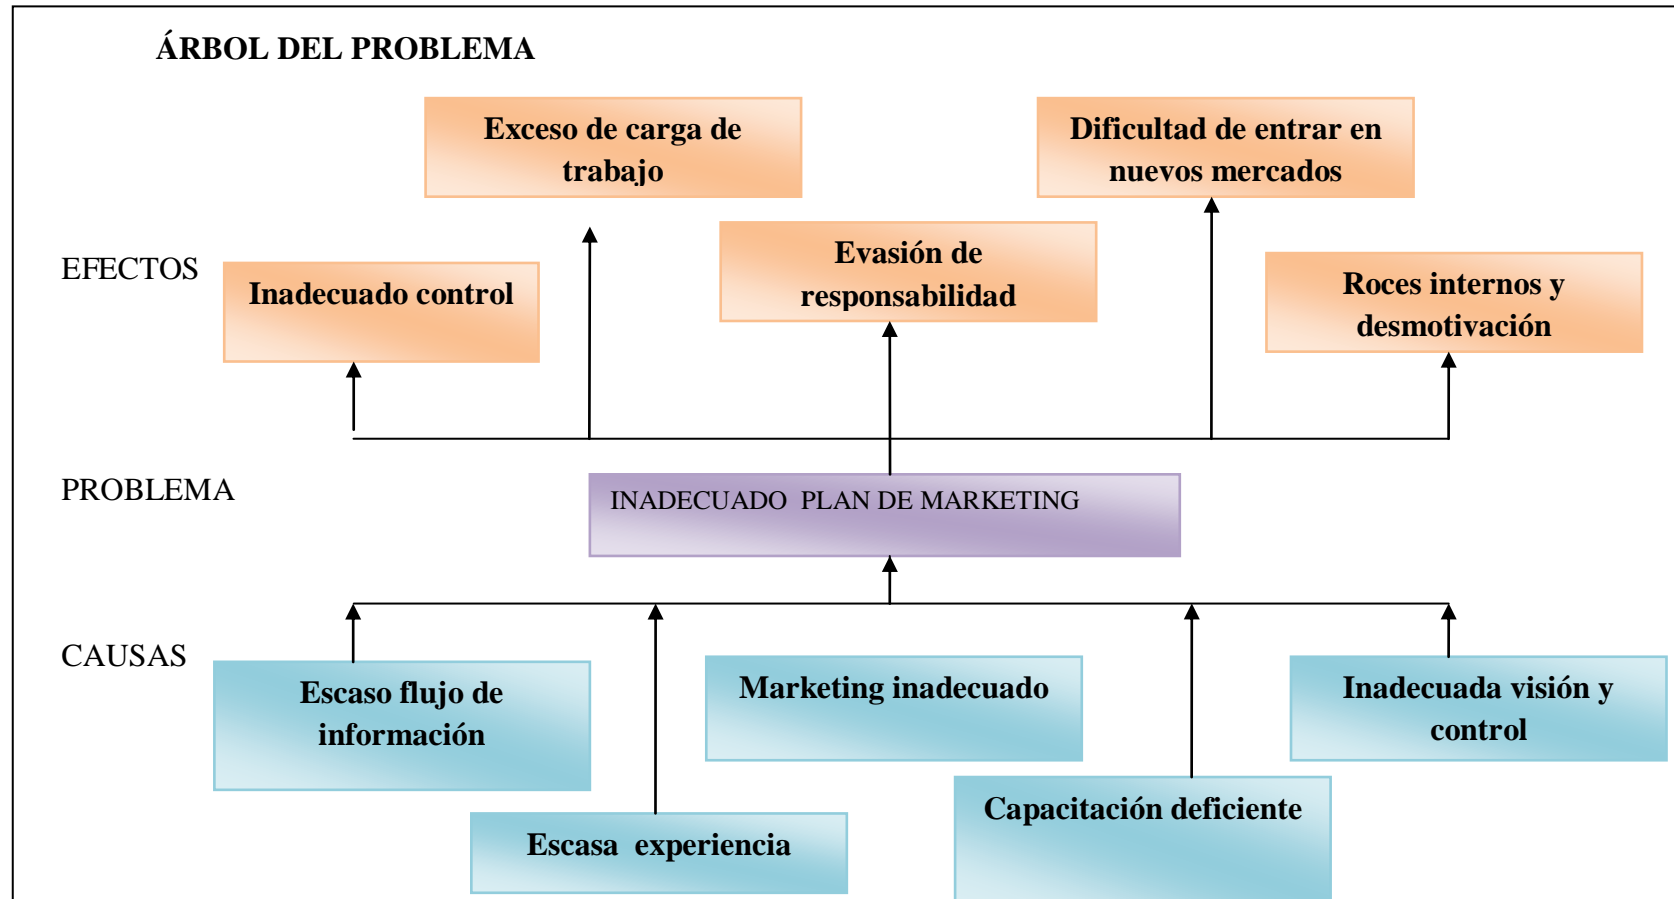 ÁRBOL DEL PROBLEMA
Exceso de carga de
trabajo
Dificultad de entrar en
nuevos mercados
EFECTOS
Inadecuado control
Evasión de
responsabilidad
Roces internos y
desmotivación
PROBLEMA
INADECUADO  PLAN DE MARKETING
CAUSAS
Escaso flujo de
información
Marketing inadecuado
Inadecuada visión y
control
Escasa  experiencia
Capacitación deficiente